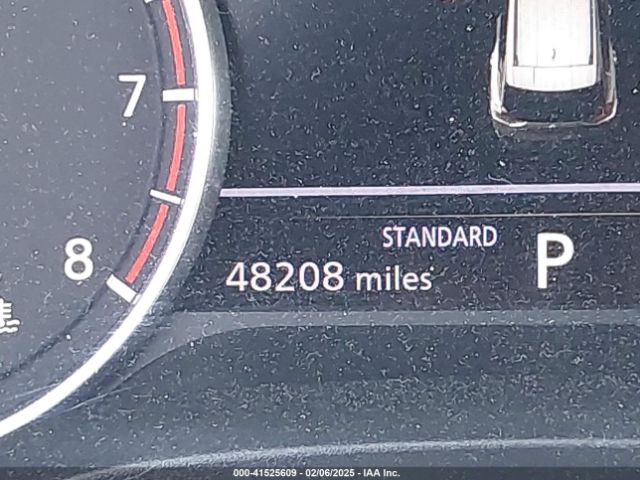 7
STANDARD P
8 48208 miles
000-41525609 - 02/06/2025 - IAA Inc.